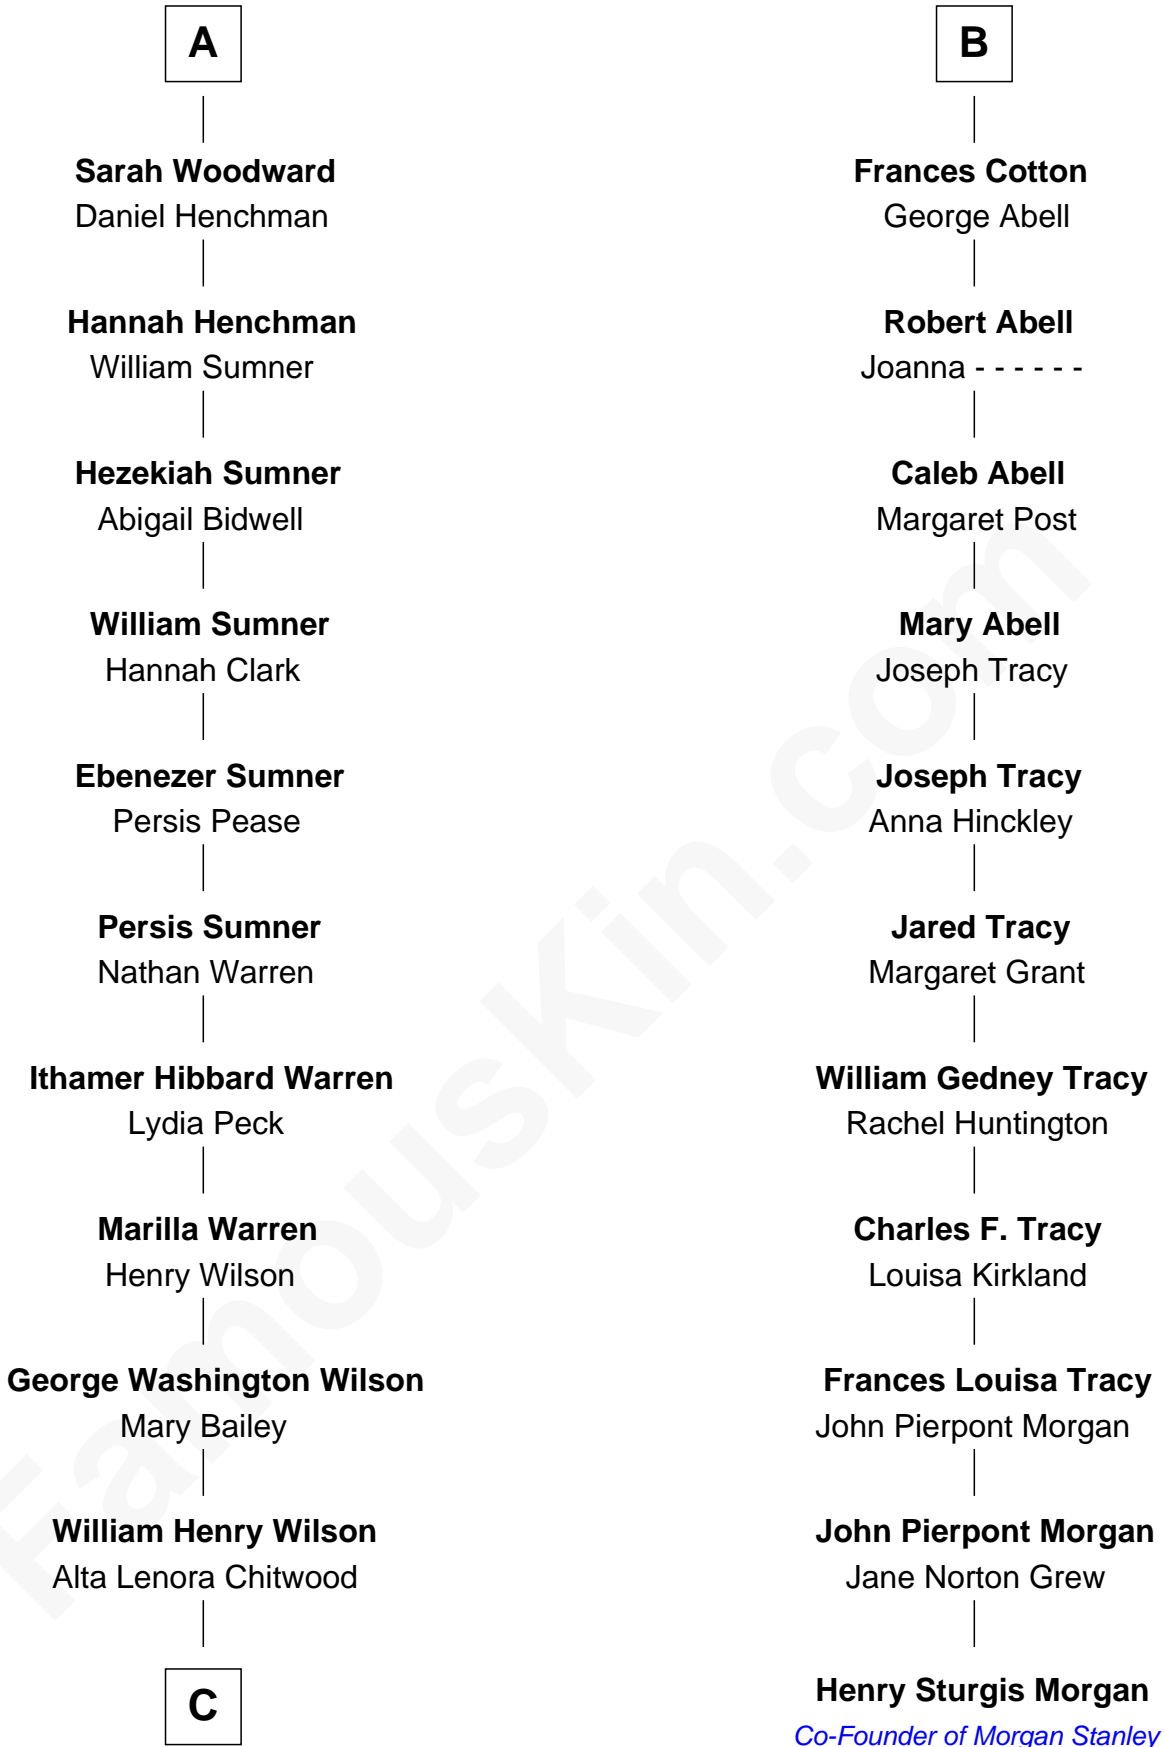 A
Sarah Woodward
Daniel Henchman
Hannah Henchman
William Sumner
Hezekiah Sumner
Abigail Bidwell
William Sumner
Hannah Clark
Ebenezer Sumner
Persis Pease
Persis Sumner
Nathan Warren
Ithamer Hibbard Warren
Lydia Peck
Marilla Warren
Henry Wilson
George Washington Wilson
Mary Bailey
William Henry Wilson
Alta Lenora Chitwood
C
B
Frances Cotton
George Abell
Robert Abell
Joanna - - - - - -
Caleb Abell
Margaret Post
Mary Abell
Joseph Tracy
Joseph Tracy
Anna Hinckley
Jared Tracy
Margaret Grant
William Gedney Tracy
Rachel Huntington
Charles F. Tracy
Louisa Kirkland
Frances Louisa Tracy
John Pierpont Morgan
John Pierpont Morgan
Jane Norton Grew
Henry Sturgis Morgan
Co-Founder of Morgan Stanley
FamousKin.com